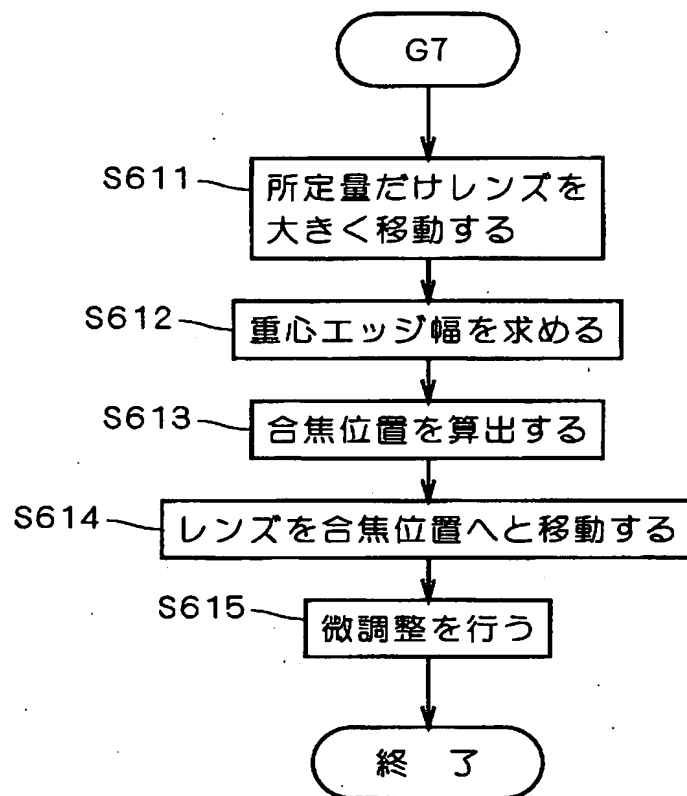 G7
S611
所定量だけレンズを
大きく移動する
S612
重心エッジ幅を求める
S613
合焦位置を算出する
S614
レンズを合焦位置へと移動する
S615
微調整を行う
終 了